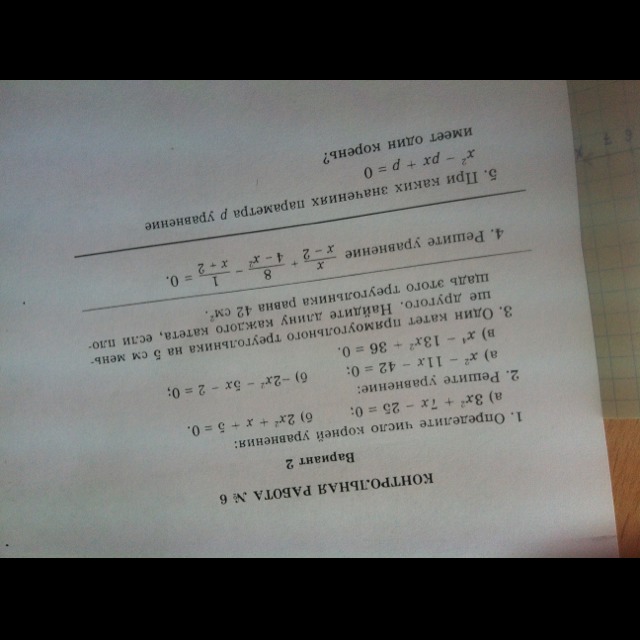 КОНТРОЛЬНАЯ РАБОТА № 6
Вариант 2
1. Определите число корней уравнения:
а) 3x² + 7x − 25 = 0; б) 2x² + x + 5 = 0.
2. Решите уравнение:
а) x² − 11x − 42 = 0; б) −2x² − 5x − 2 = 0;
в) x⁴ − 13x² + 36 = 0.
3. Один катет прямоугольного треугольника на 5 см мень-
ше другого. Найдите длину каждого катета, если пло-
щадь этого треугольника равна 42 см².
4. Решите уравнение x/(x − 2) + 8/(4 − x²) − 1/(x + 2) = 0.
5. При каких значениях параметра p уравнение
x² − px + p = 0
имеет один корень?